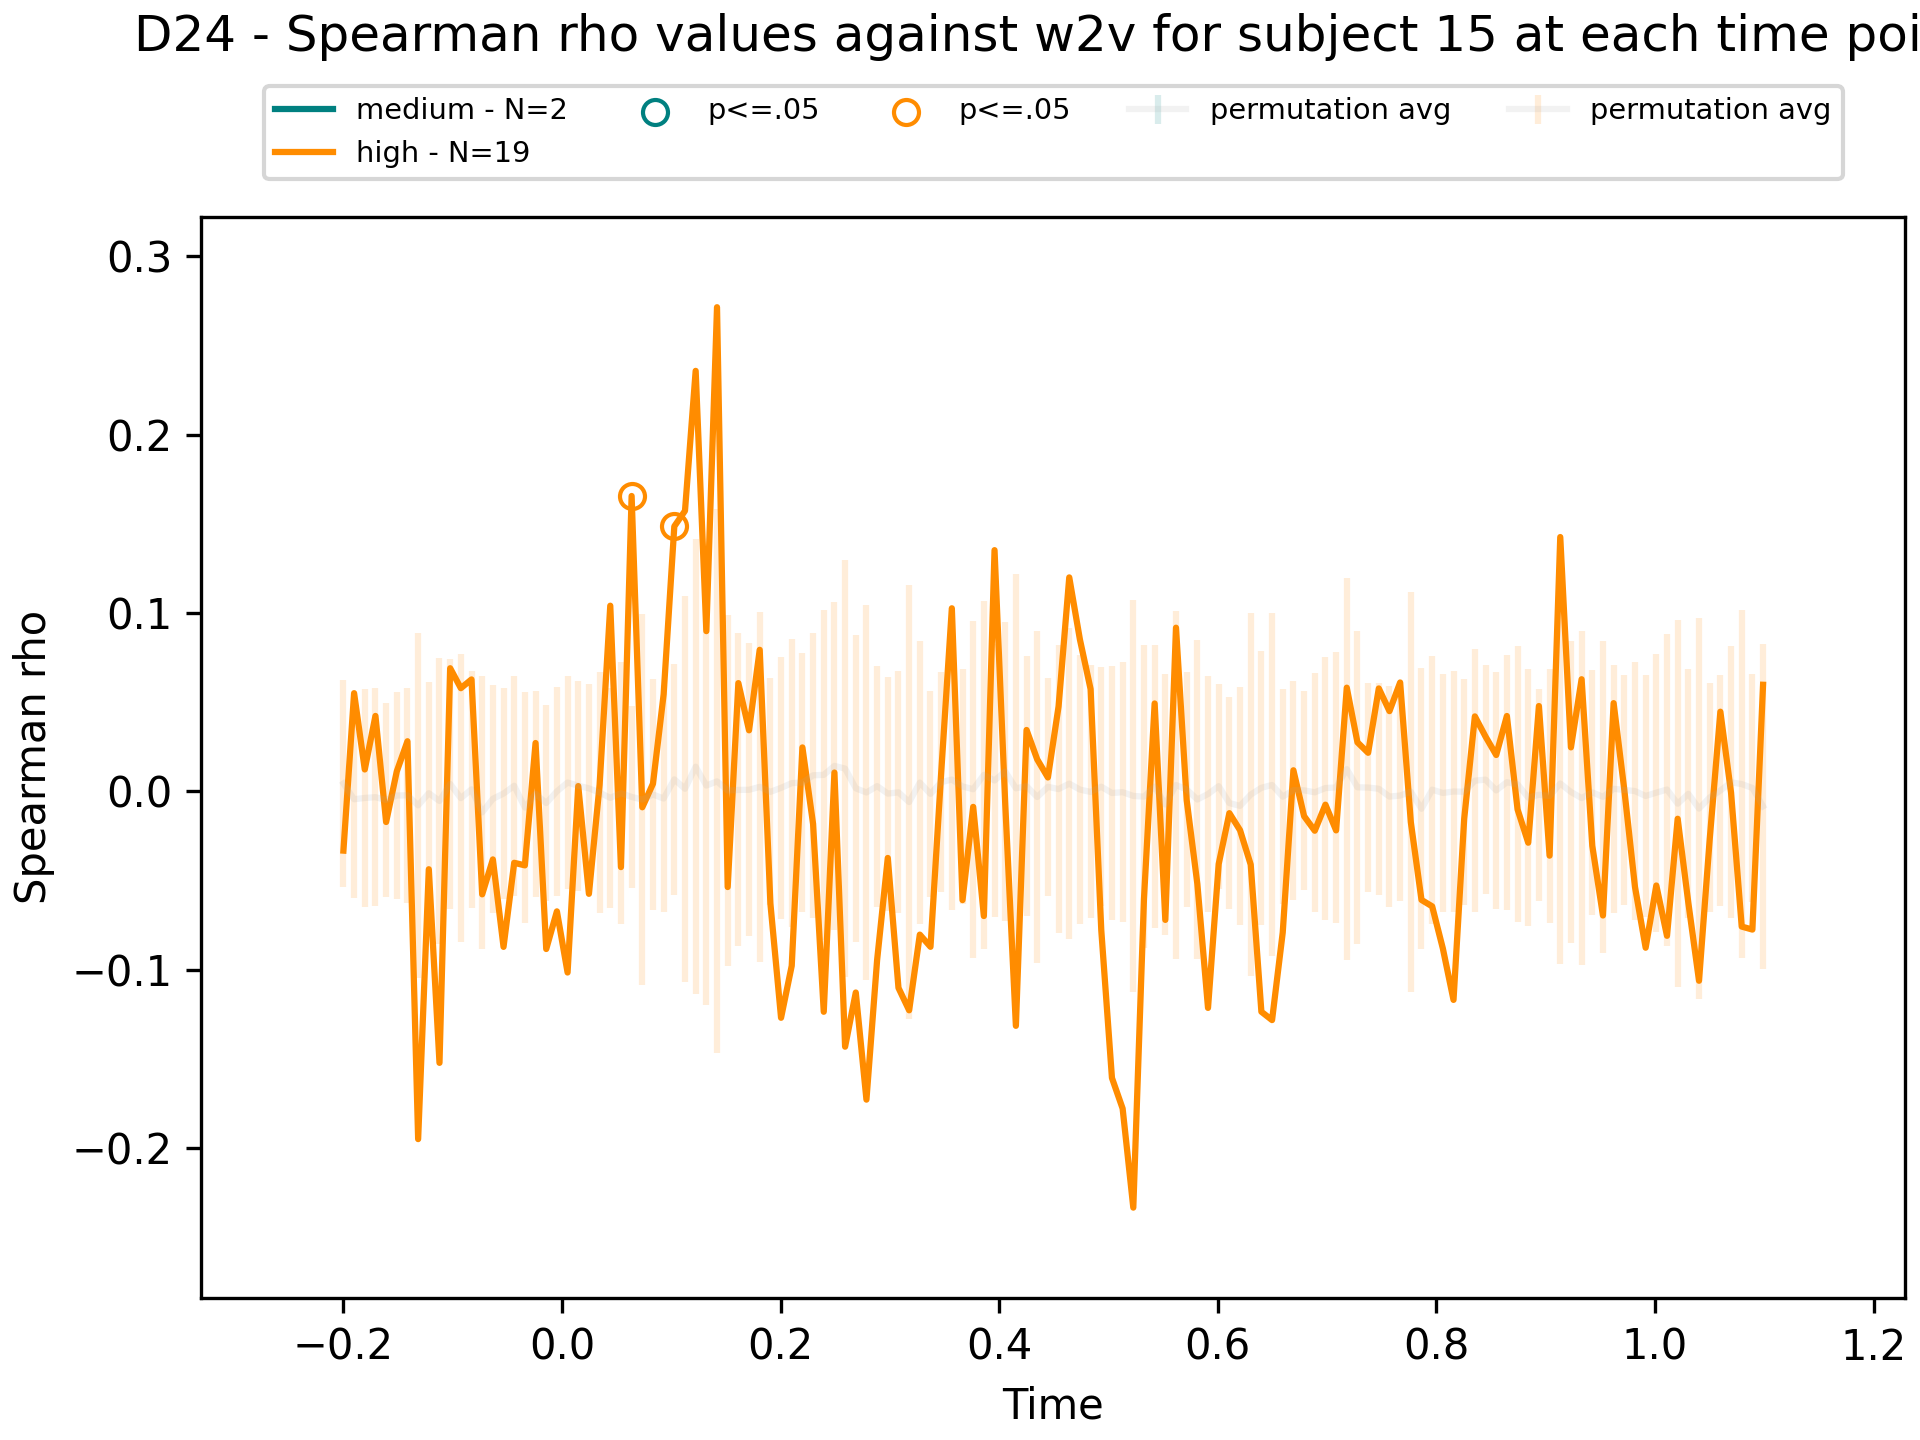 D24 - Spearman rho values against w2v for subject 15 at each time poi
medium - N=2
high - N=19
p<=.05
p<=.05
permutation avg
permutation avg
Spearman rho
0.3
0.2
0.1
0.0
−0.1
−0.2
−0.2 0.0 0.2 0.4 0.6 0.8 1.0 1.2
Time